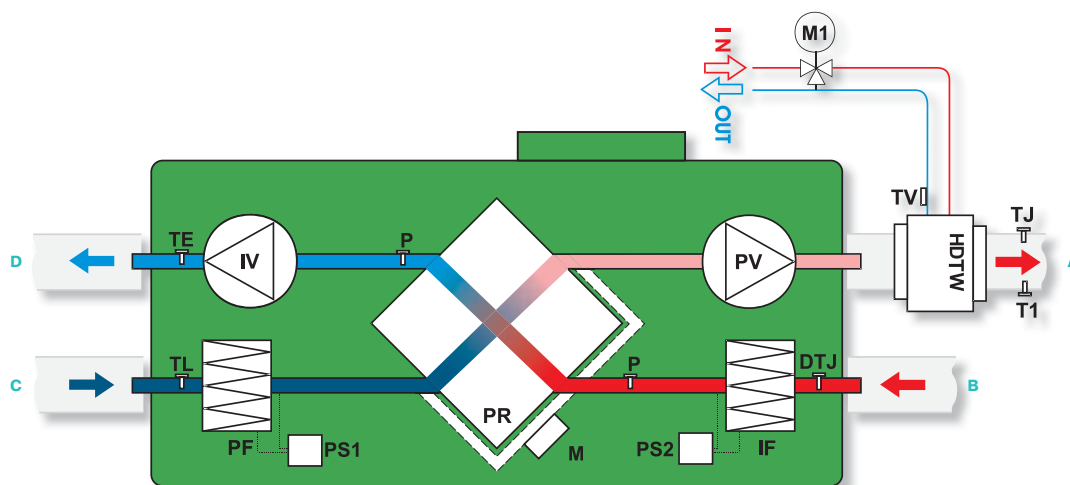 IN
M1
OUT
TV
TJ
HDTW
T1
A
D
TE
IV
P
PV
C
TL
P
DTJ
B
PR
PF
PS1
M
PS2
IF